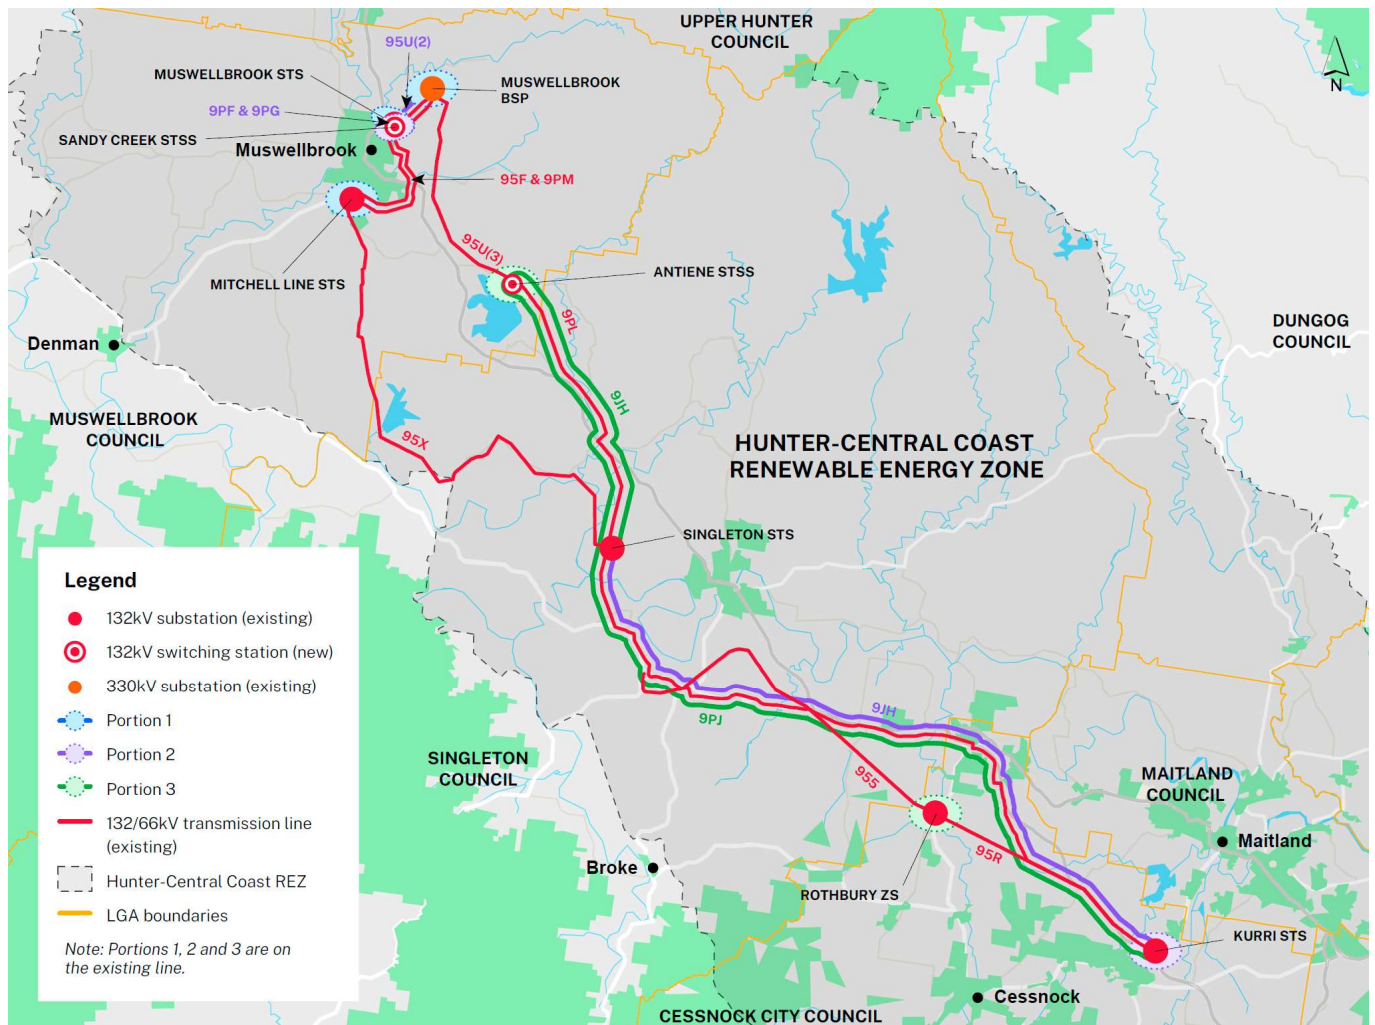 UPPER HUNTER
COUNCIL
95U(2)
MUSWELLBROOK STS
MUSWELLBROOK
BSP
9PF & 9PG
SANDY CREEK STSS
Muswellbrook
95F & 9PM
N
95U(3)
ANTIENE STSS
MITCHELL LINE STS
9PL
DUNGOG
COUNCIL
Denman
9JH
MUSWELLBROOK
COUNCIL
95X
HUNTER-CENTRAL COAST
RENEWABLE ENERGY ZONE
SINGLETON STS
Legend
132kV substation (existing)
132kV switching station (new)
330kV substation (existing)
Portion 1
Portion 2
Portion 3
132/66kV transmission line
(existing)
Hunter-Central Coast REZ
LGA boundaries
Note: Portions 1, 2 and 3 are on
the existing line.
9JH
9PJ
SINGLETON
COUNCIL
955
MAITLAND
COUNCIL
Maitland
95R
Broke
ROTHBURY ZS
KURRI STS
Cessnock
CESSNOCK CITY COUNCIL